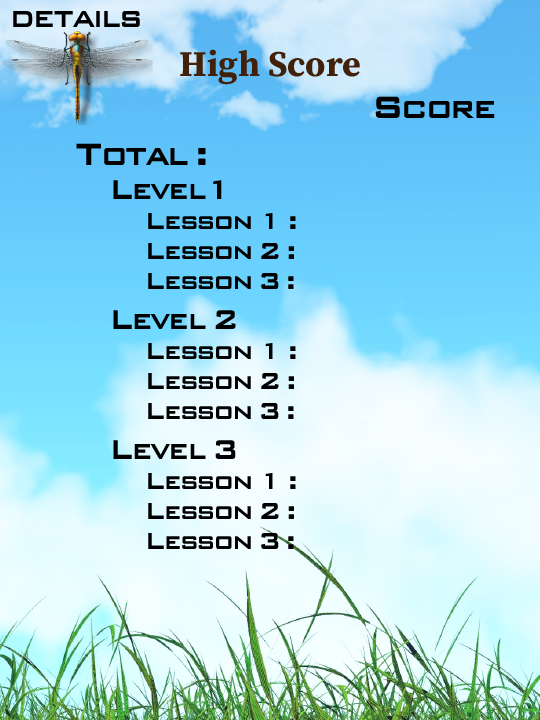 DETAILS
High Score
Score
Total :
Level 1
Lesson 1 :
Lesson 2 :
Lesson 3 :
Level 2
Lesson 1 :
Lesson 2 :
Lesson 3 :
Level 3
Lesson 1 :
Lesson 2 :
Lesson 3 :